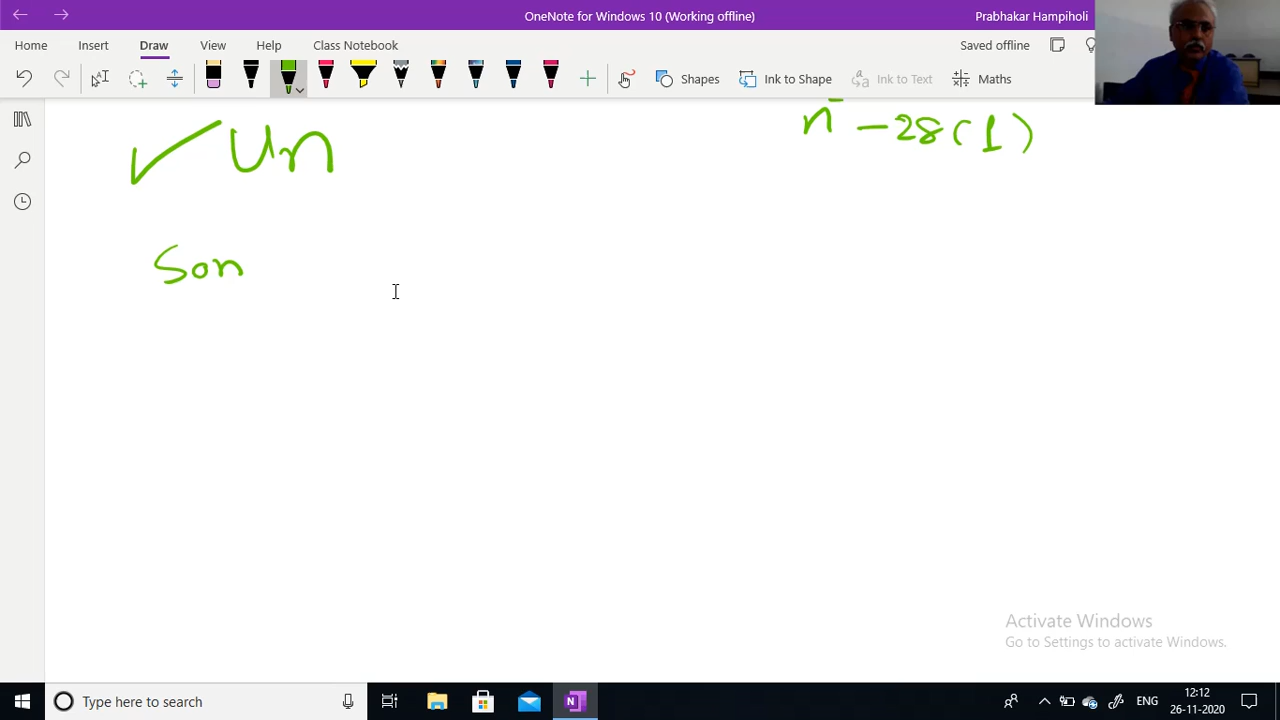 OneNote for Windows 10 (Working offline)
Prabhakar Hampiholi
Home Insert Draw View Help Class Notebook Saved offline
Shapes Ink to Shape Ink to Text Maths
n - 28 (1)
✓ Un
Son
Activate Windows
Go to Settings to activate Windows.
Type here to search
ENG
12:12
26-11-2020